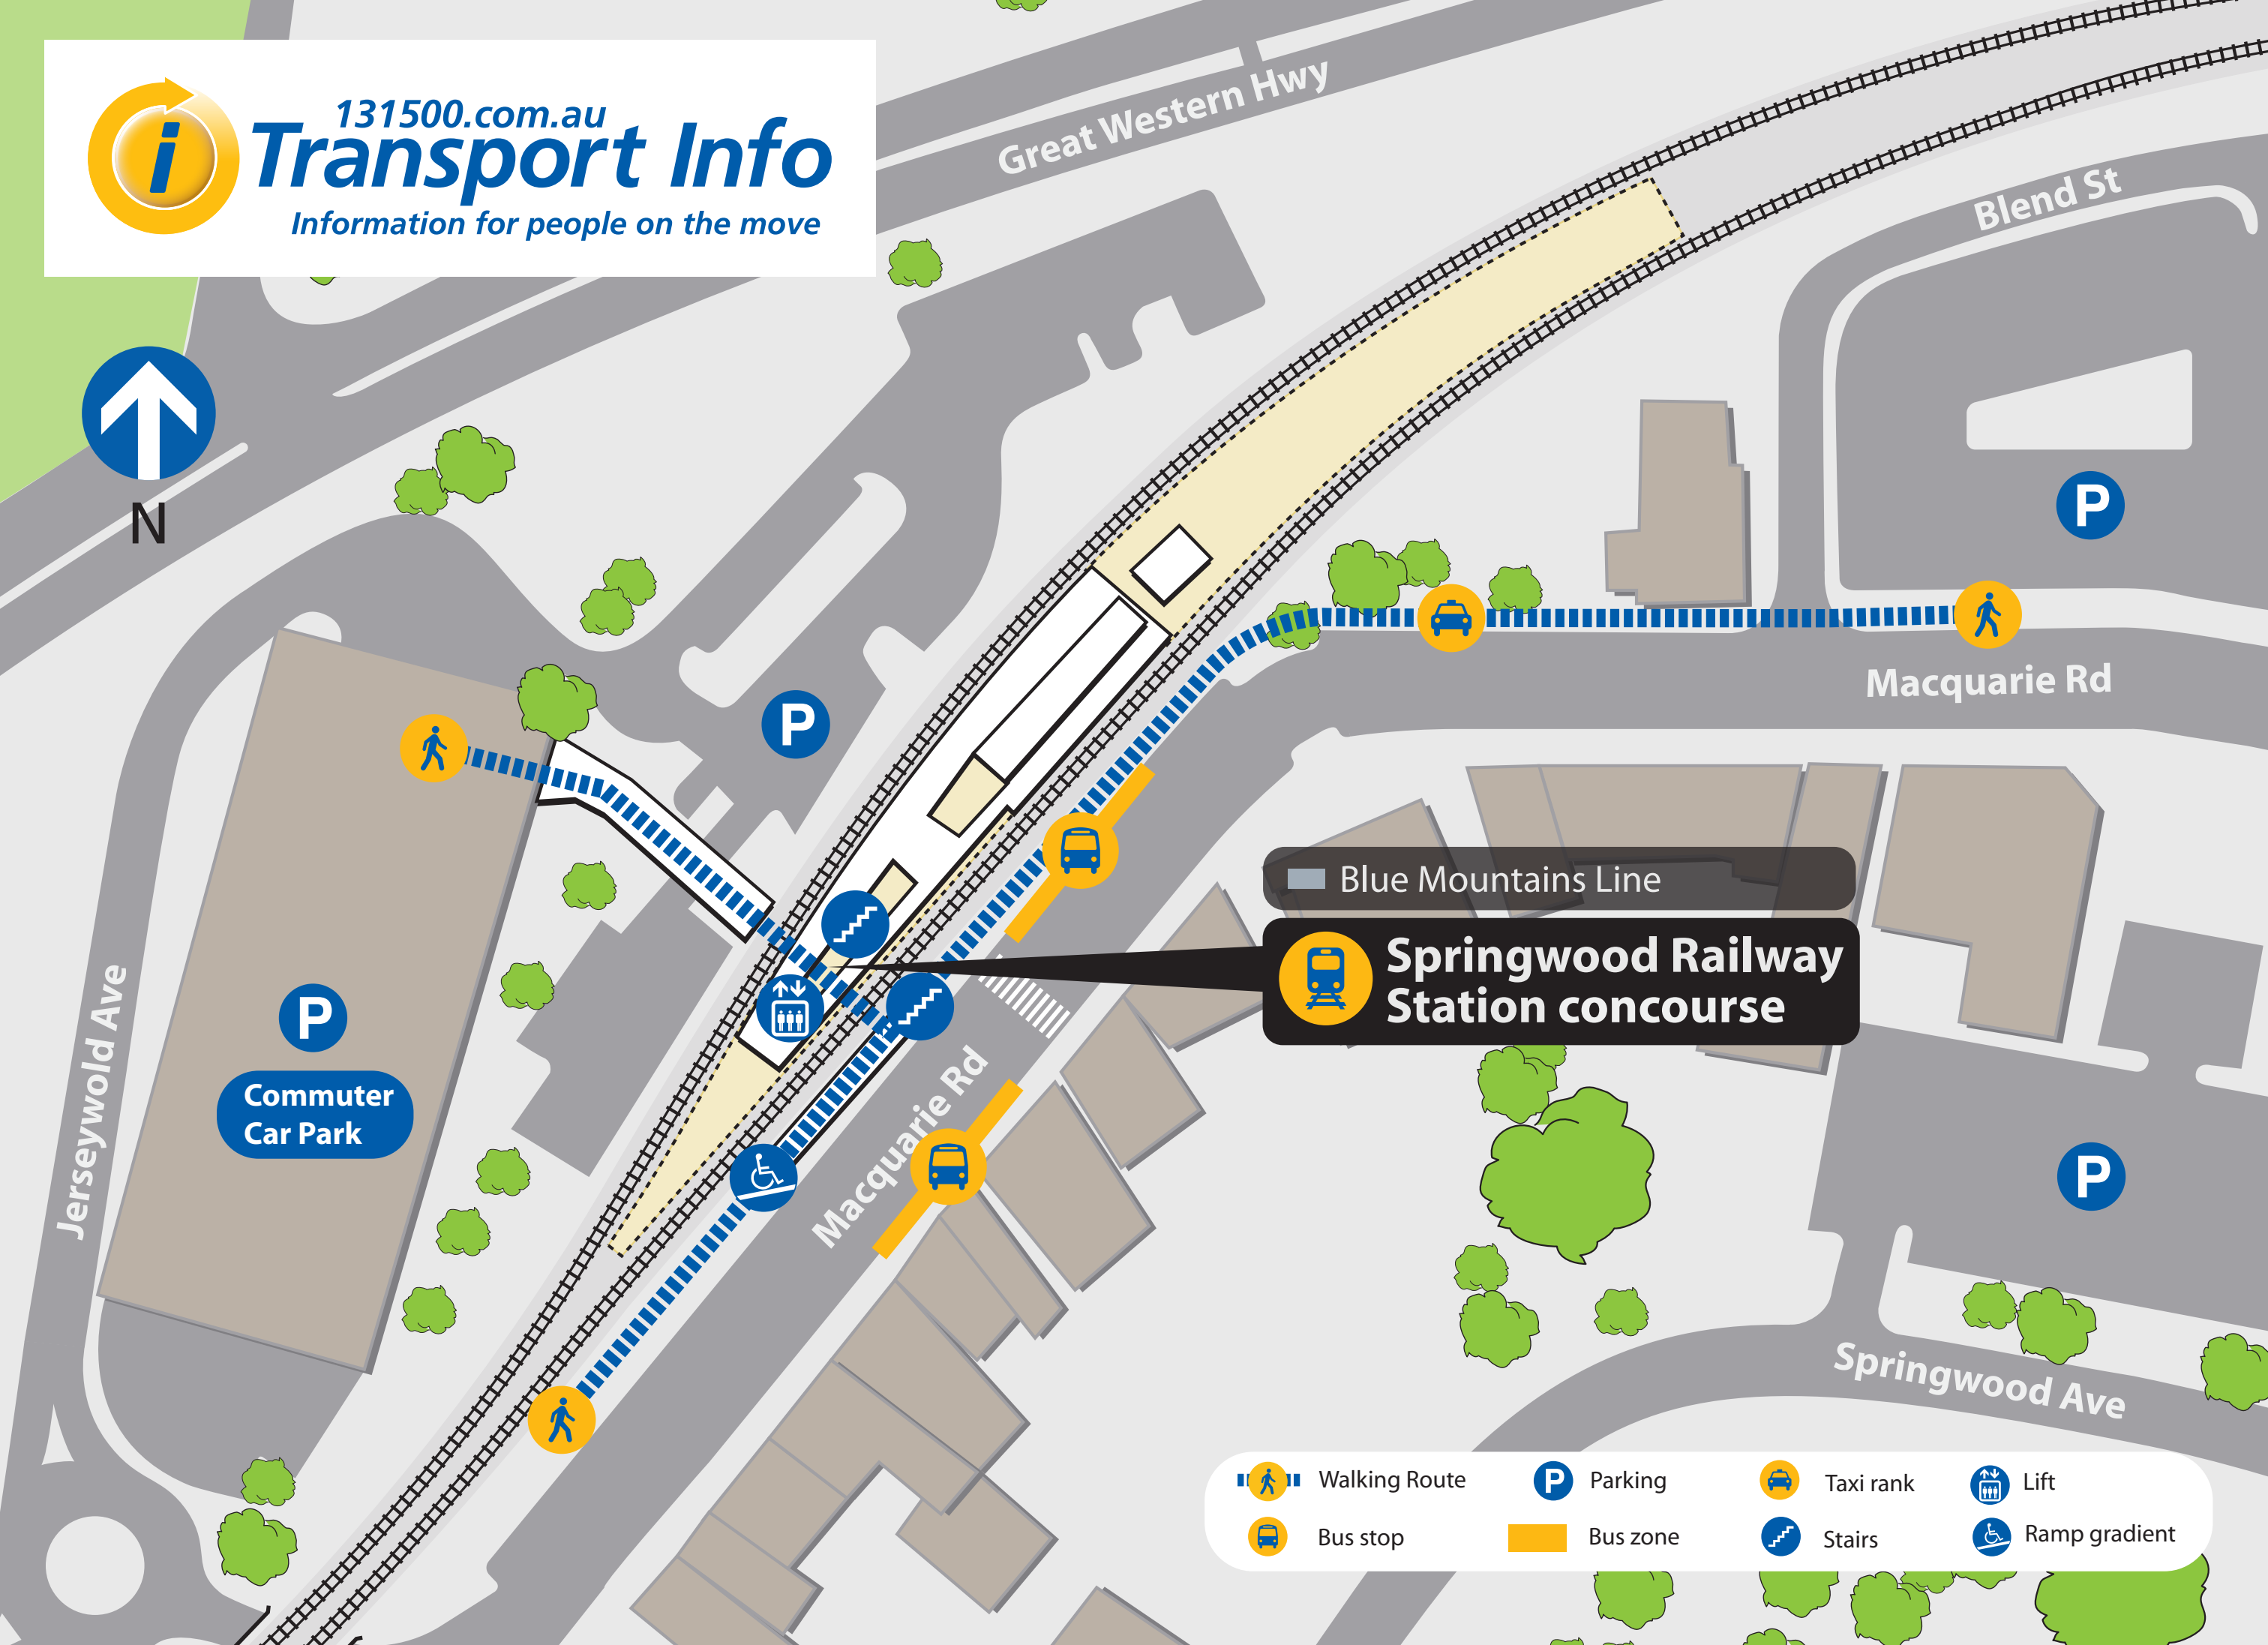 131500.com.au
i
Transport Info
Information for people on the move
Great Western Hwy
Blend St
N
P
Macquarie Rd
P
Blue Mountains Line
Springwood Railway
Station concourse
P
Commuter
Car Park
Jerseywold Ave
Macquarie Rd
P
Springwood Ave
Walking Route
P
Parking
Taxi rank
Lift
Bus stop
Bus zone
Stairs
Ramp gradient